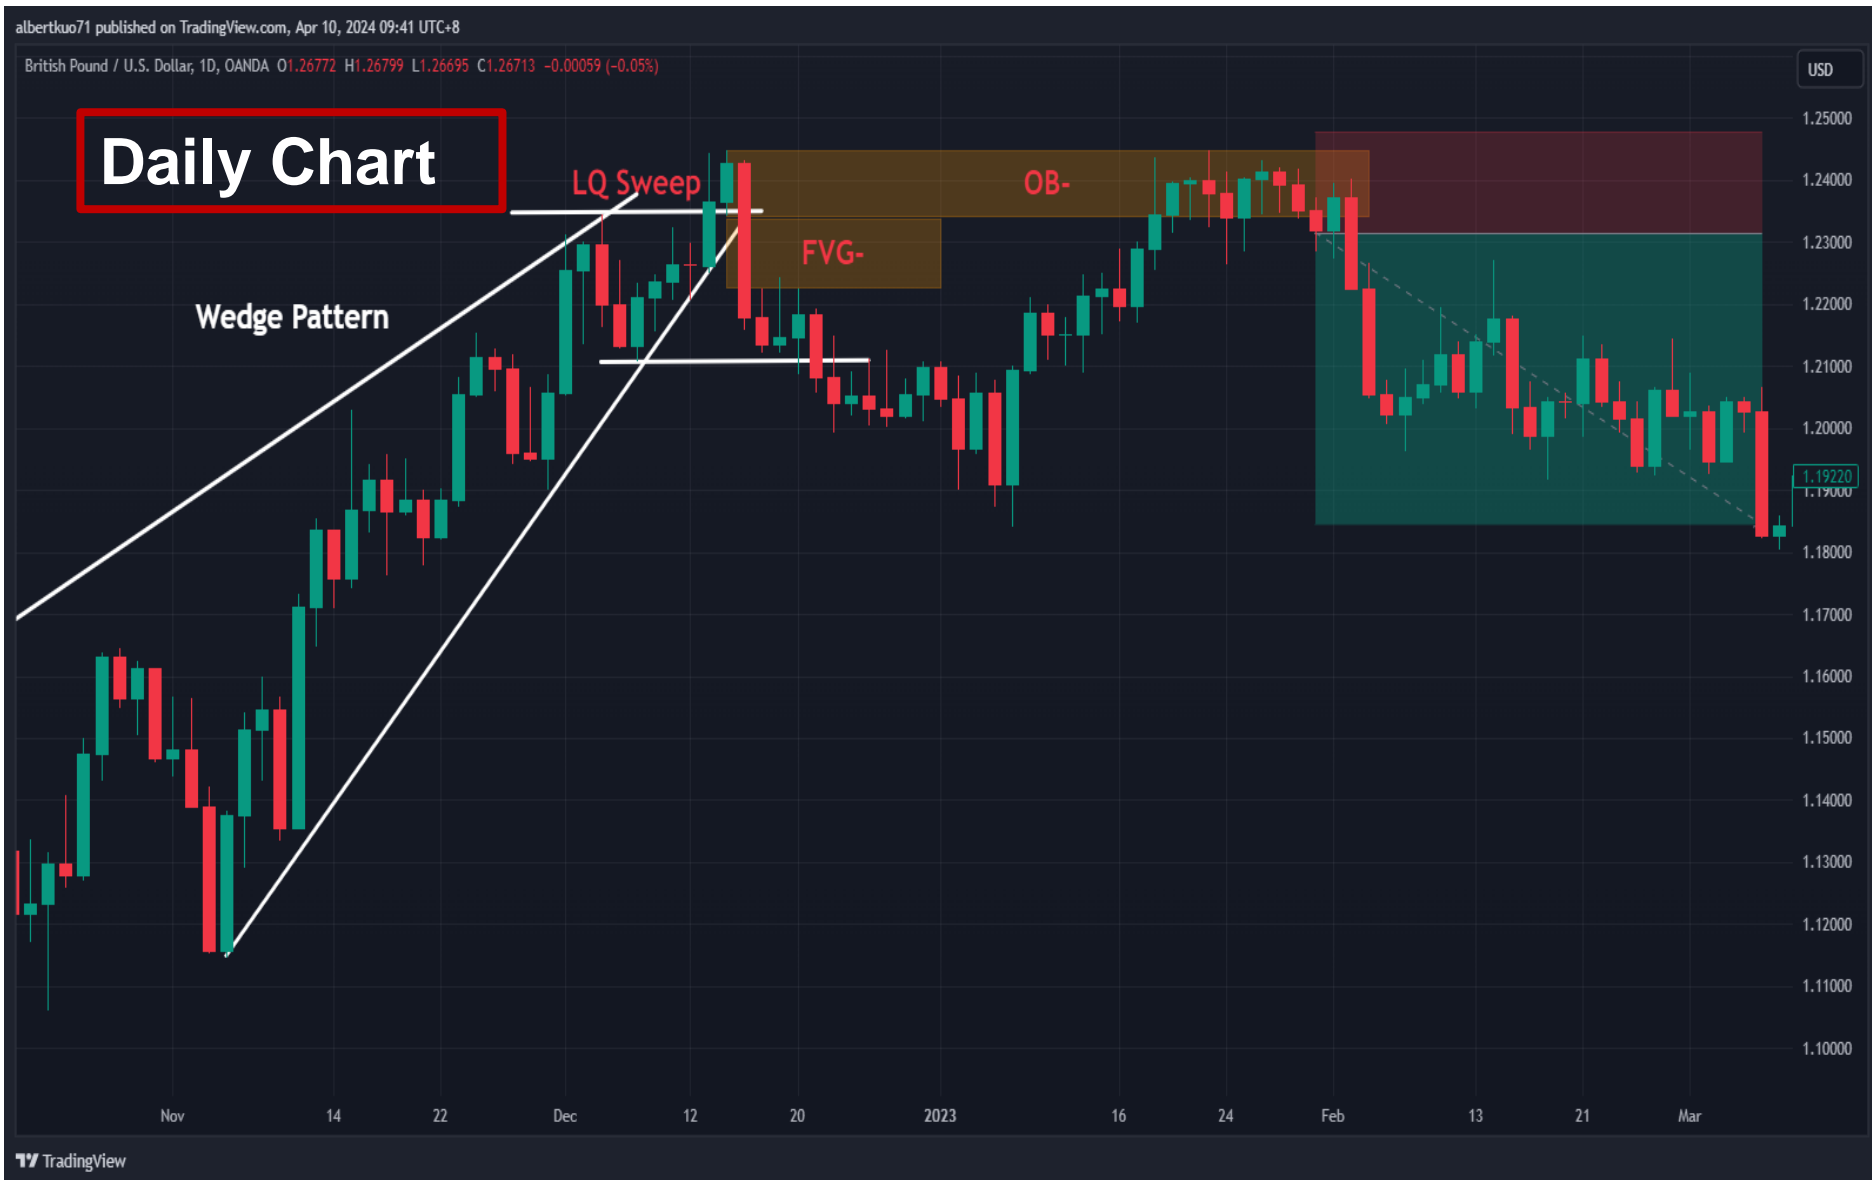 albertkuo71 published on TradingView.com, Apr 10, 2024 09:41 UTC+8
British Pound / U.S. Dollar, 1D, OANDA O1.26772 H1.26799 L1.26695 C1.26713 −0.00059 (−0.05%)
USD
Daily Chart
LQ Sweep
OB-
FVG-
Wedge Pattern
1.25000
1.24000
1.23000
1.22000
1.21000
1.20000
1.19220
1.19000
1.18000
1.17000
1.16000
1.15000
1.14000
1.13000
1.12000
1.11000
1.10000
Nov 14 22 Dec 12 20 2023 16 24 Feb 13 21 Mar
TradingView